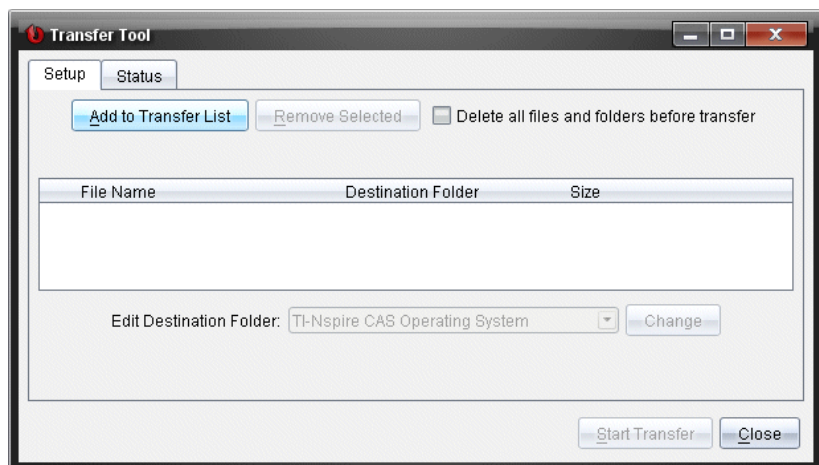 Transfer Tool
Setup Status
Add to Transfer List Remove Selected Delete all files and folders before transfer
File Name Destination Folder Size
Edit Destination Folder: TI-Nspire CAS Operating System Change
Start Transfer Close